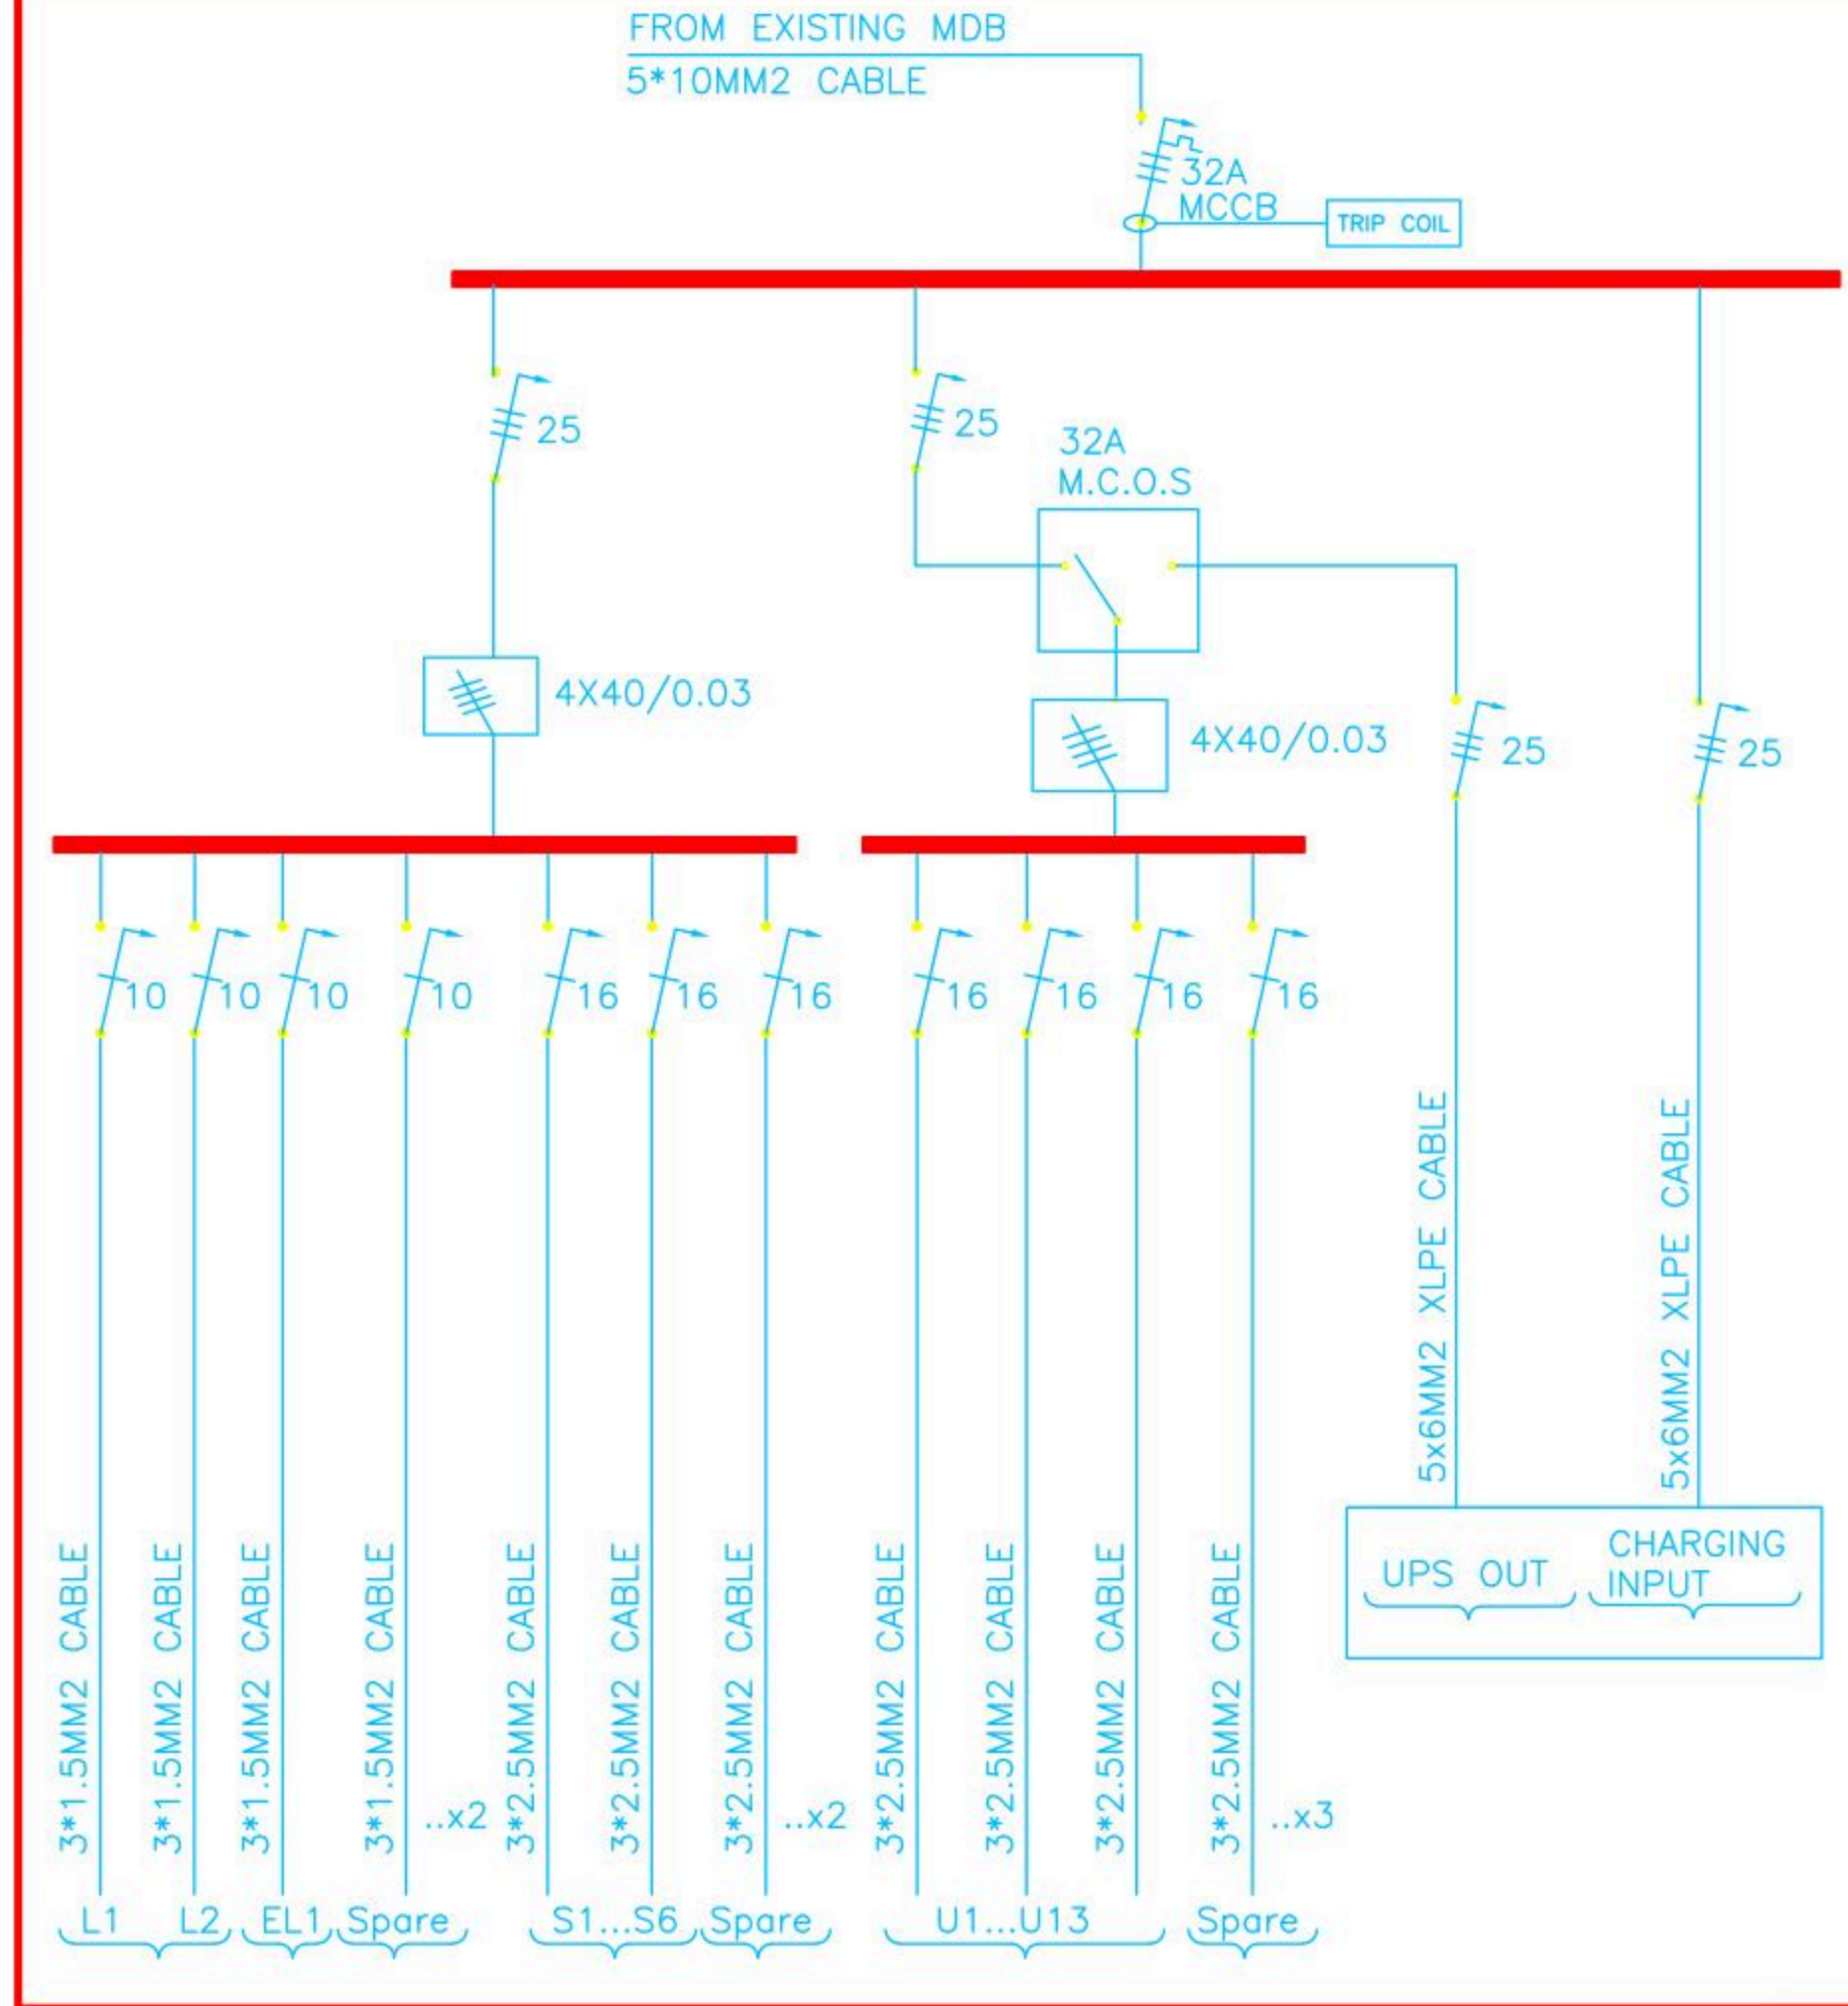 FROM EXISTING MDB
5*10MM2 CABLE
32A
MCCB
TRIP COIL
25
25
32A
M.C.O.S
4X40/0.03
4X40/0.03
25
25
10
10
10
10
16
16
16
16
16
16
16
5x6MM2 XLPE CABLE
5x6MM2 XLPE CABLE
3*1.5MM2 CABLE
3*1.5MM2 CABLE
3*1.5MM2 CABLE
3*1.5MM2 CABLE
..x2
3*2.5MM2 CABLE
3*2.5MM2 CABLE
3*2.5MM2 CABLE
..x2
3*2.5MM2 CABLE
3*2.5MM2 CABLE
3*2.5MM2 CABLE
3*2.5MM2 CABLE
..x3
UPS OUT
CHARGING
INPUT
L1
L2
EL1
Spare
S1...S6
Spare
U1...U13
Spare